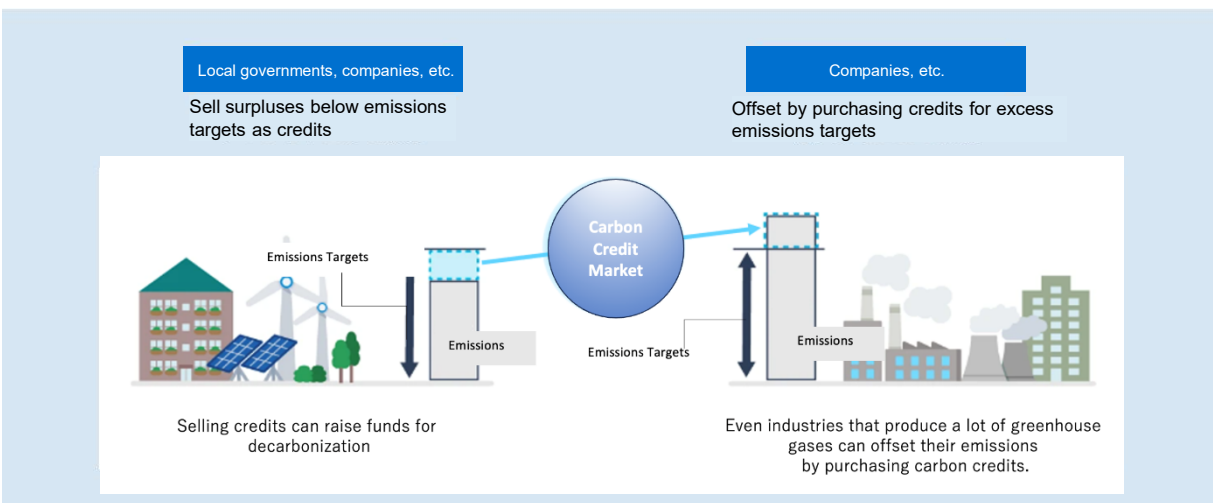 Local governments, companies, etc.
Sell surpluses below emissions
targets as credits
Companies, etc.
Offset by purchasing credits for excess
emissions targets
Carbon
Credit
Market
Emissions Targets
Emissions
Emissions Targets
Emissions
Selling credits can raise funds for
decarbonization
Even industries that produce a lot of greenhouse
gases can offset their emissions
by purchasing carbon credits.